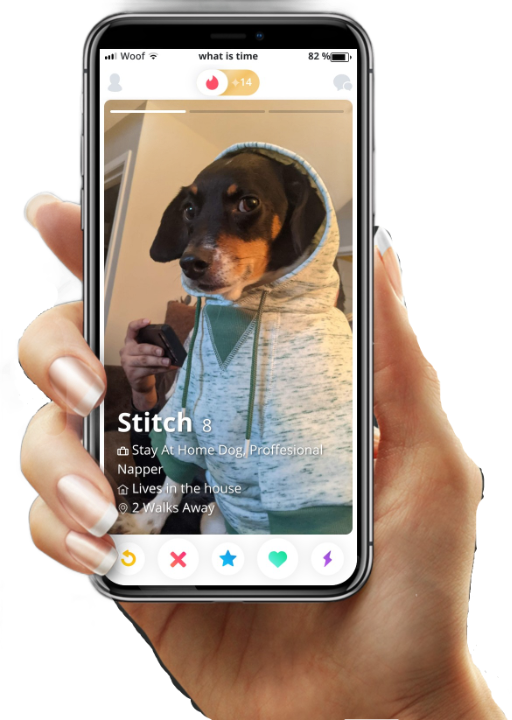 Woof what is time 82 %
+14
Stitch 8
Stay At Home Dog, Proffesional
Napper
Lives in the house
2 Walks Away